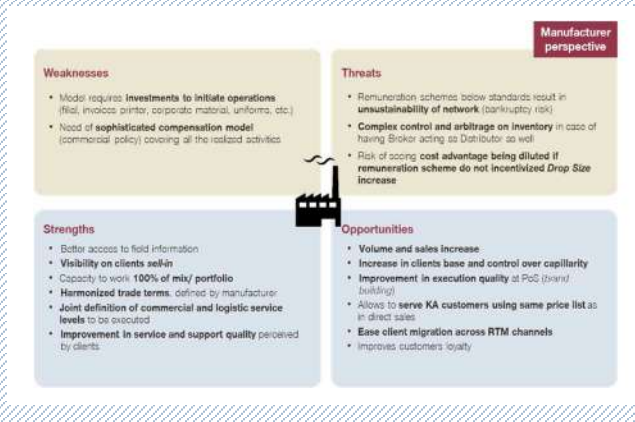 Manufacturer
perspective
Weaknesses
• Model requires investments to initiate operations
(filial, invoices printer, corporate material, uniforms, etc.)
• Need of sophisticated compensation model
(commercial policy) covering all the realized activities
Threats
• Remuneration schemes below standards result in
unsustainability of network (bankruptcy risk)
• Complex control and arbitrage on inventory in case of
having Broker acting as Distributor as well
• Risk of seeing cost advantage being diluted if
remuneration scheme do not incentivized Drop Size
increase
Strengths
• Better access to field information
• Visibility on clients sell-in
• Capacity to work 100% of mix/ portfolio
• Harmonized trade terms, defined by manufacturer
• Joint definition of commercial and logistic service
levels to be executed
• Improvement in service and support quality perceived
by clients
Opportunities
• Volume and sales increase
• Increase in clients base and control over capillarity
• Improvement in execution quality at PoS (brand
building)
• Allows to serve KA customers using same price list as
in direct sales
• Ease client migration across RTM channels
• Improves customers loyalty